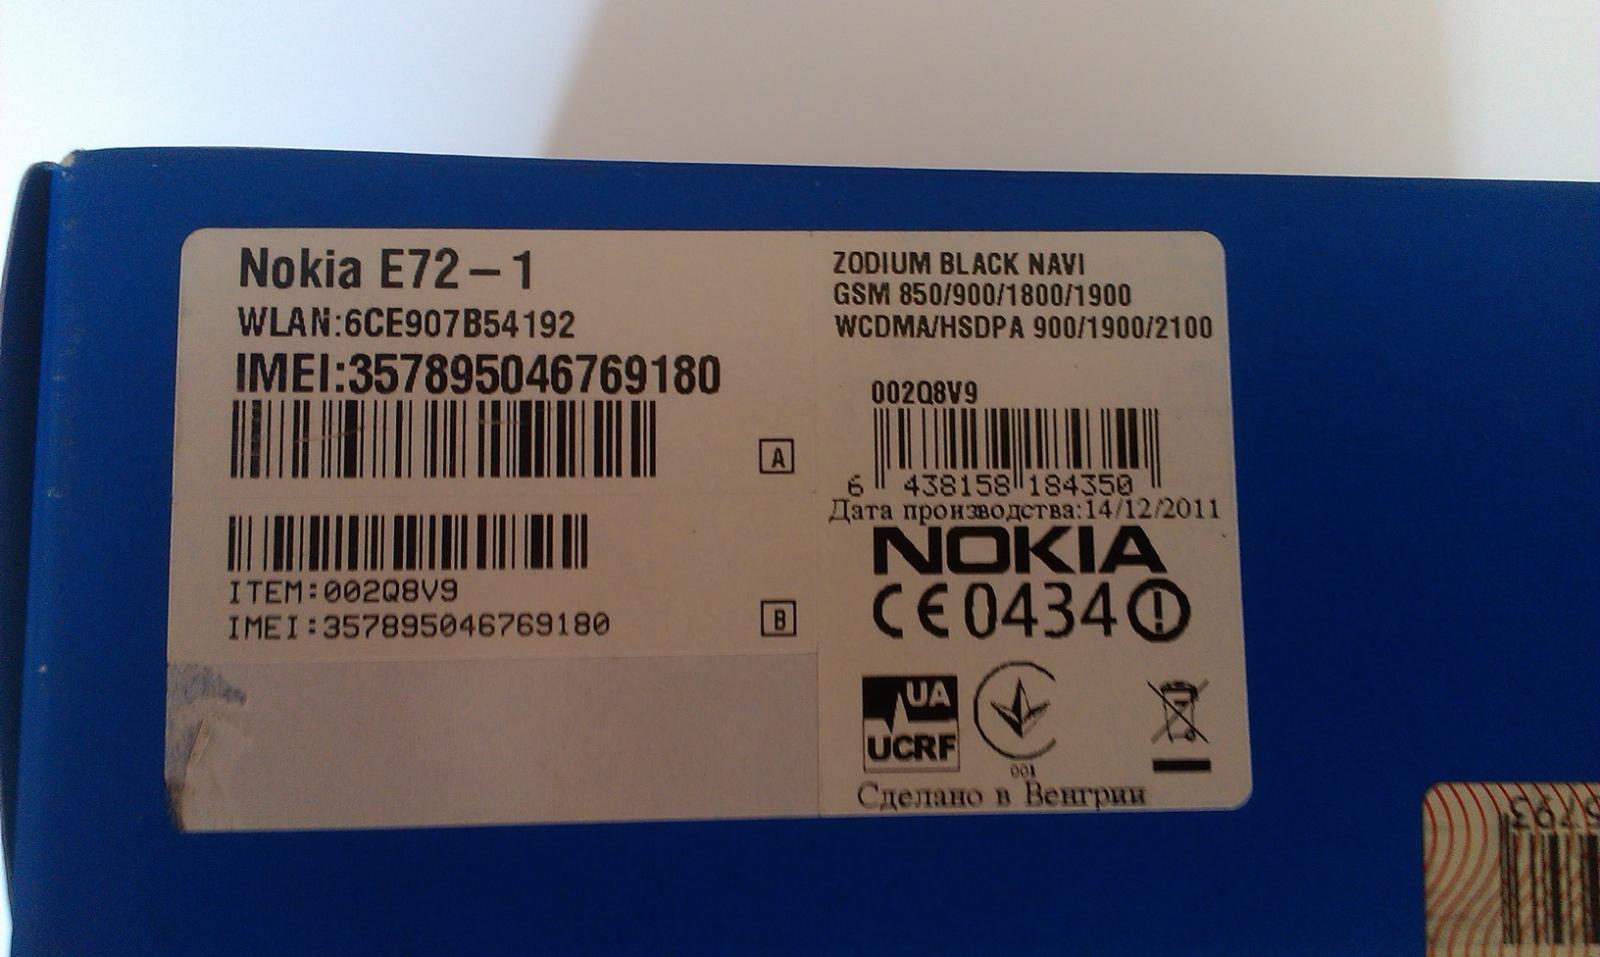 Nokia E72-1
WLAN:6CE907B54192
IMEI:357895046769180
A
ITEM:002Q8V9
IMEI:357895046769180
B
ZODIUM BLACK NAVI
GSM 850/900/1800/1900
WCDMA/HSDPA 900/1900/2100
002Q8V9
6 438158 184350
Дата производства:14/12/2011
NOKIA
CE0434
UA
UCRF
001
Сделано в Венгрии